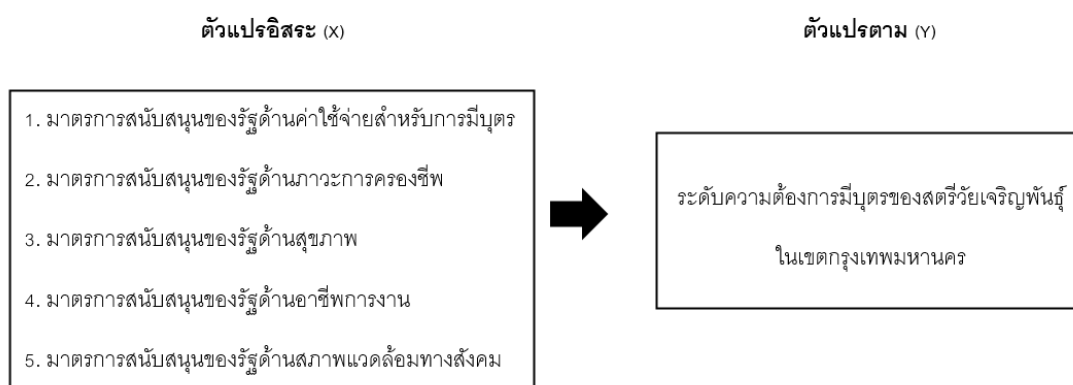 ตัวแปรอิสระ (X)
ตัวแปรตาม (Y)
1. มาตรการสนับสนุนของรัฐด้านค่าใช้จ่ายสำหรับการมีบุตร
2. มาตรการสนับสนุนของรัฐด้านภาวะการครองชีพ
3. มาตรการสนับสนุนของรัฐด้านสุขภาพ
4. มาตรการสนับสนุนของรัฐด้านอาชีพการงาน
5. มาตรการสนับสนุนของรัฐด้านสภาพแวดล้อมทางสังคม
ระดับความต้องการมีบุตรของสตรีวัยเจริญพันธุ์
ในเขตกรุงเทพมหานคร